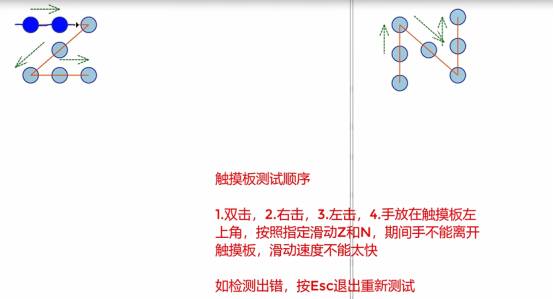 触摸板测试顺序
1.双击，2.右击，3.左击，4.手放在触摸板左
上角，按照指定滑动Z和N，期间手不能离开
触摸板，滑动速度不能太快
如检测出错，按Esc退出重新测试